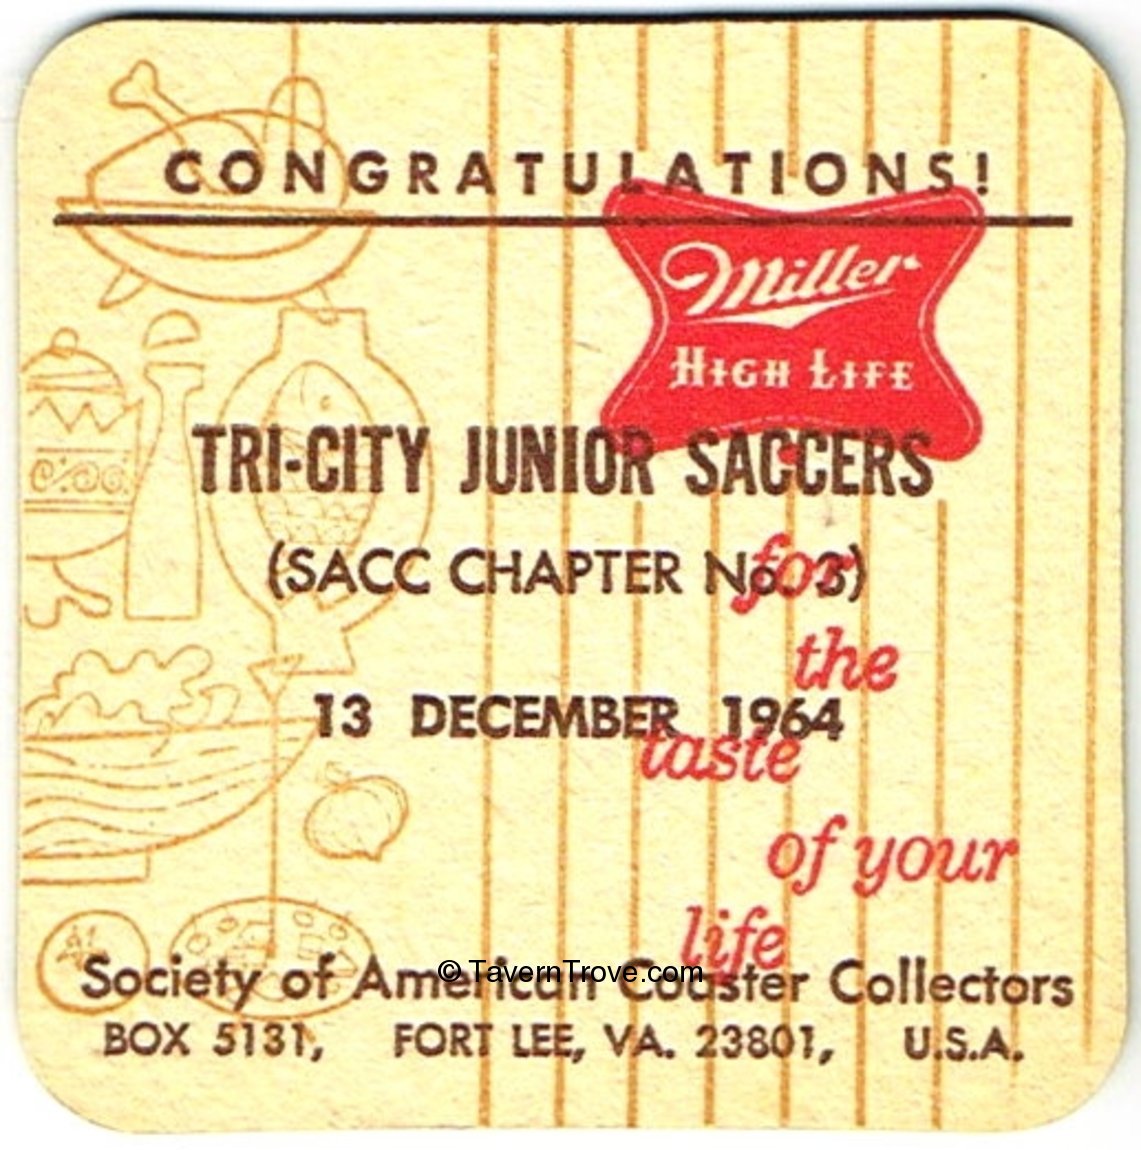 CONGRATULATIONS!
Miller
HIGH LIFE
TRI-CITY JUNIOR SACCERS
(SACC CHAPTER No. 3)
for
the
13 DECEMBER 1964
taste
of your
life
© TavernTrove.com
Society of American Coaster Collectors
BOX 5131, FORT LEE, VA. 23801, U.S.A.